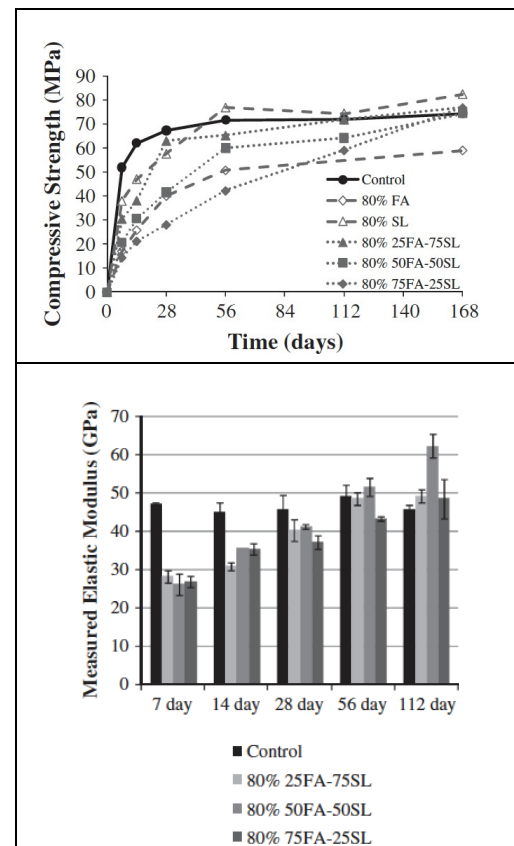 Compressive Strength (MPa)
90
80
70
60
50
40
30
20
10
0
0 28 56 84 112 140 168
Time (days)
Control
80% FA
80% SL
80% 25FA-75SL
80% 50FA-50SL
80% 75FA-25SL
Measured Elastic Modulus (GPa)
70
60
50
40
30
20
10
0
7 day 14 day 28 day 56 day 112 day
Control
80% 25FA-75SL
80% 50FA-50SL
80% 75FA-25SL